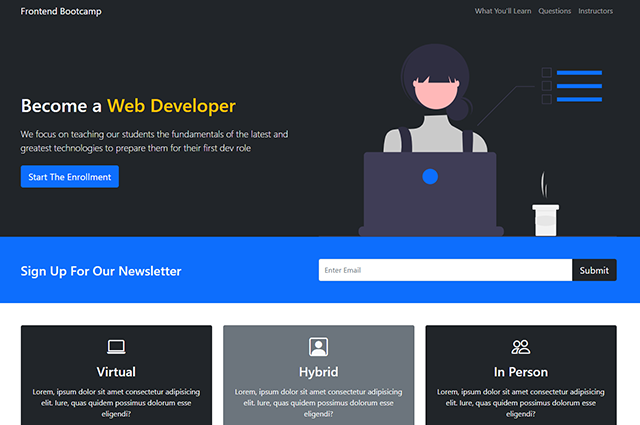 Frontend Bootcamp
What You'll Learn
Questions
Instructors
Become a Web Developer
We focus on teaching our students the fundamentals of the latest and
greatest technologies to prepare them for their first dev role
Start The Enrollment
Sign Up For Our Newsletter
Enter Email
Submit
Virtual
Lorem, ipsum dolor sit amet consectetur adipisicing
elit. Iure, quas quidem possimus dolorum esse
eligendi?
Hybrid
Lorem, ipsum dolor sit amet consectetur adipisicing
elit. Iure, quas quidem possimus dolorum esse
eligendi?
In Person
Lorem, ipsum dolor sit amet consectetur adipisicing
elit. Iure, quas quidem possimus dolorum esse
eligendi?